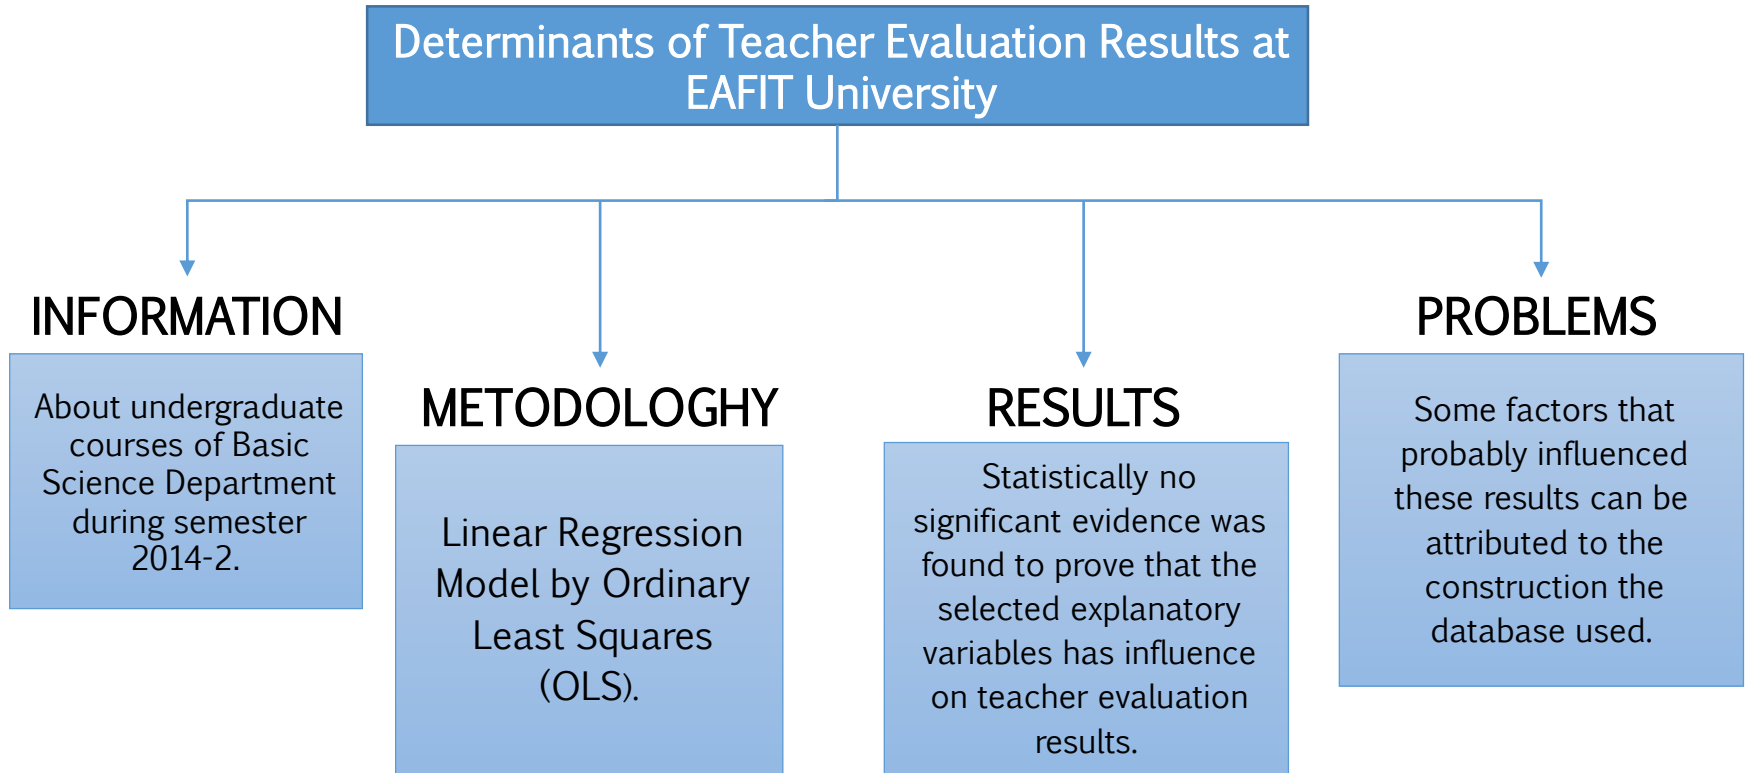 Determinants of Teacher Evaluation Results at
EAFIT University
INFORMATION
About undergraduate
courses of Basic
Science Department
during semester
2014-2.
METODOLOGHY
Linear Regression
Model by Ordinary
Least Squares
(OLS).
RESULTS
Statistically no
significant evidence was
found to prove that the
selected explanatory
variables has influence
on teacher evaluation
results.
PROBLEMS
Some factors that
probably influenced
these results can be
attributed to the
construction the
database used.